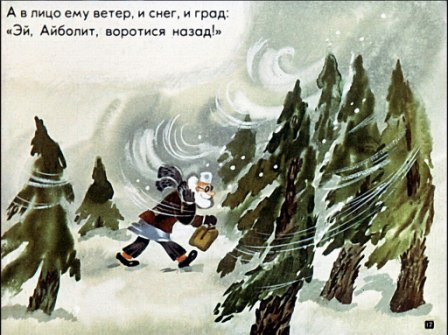 А в лицо ему ветер, и снег, и град:
«Эй, Айболит, воротися назад!»